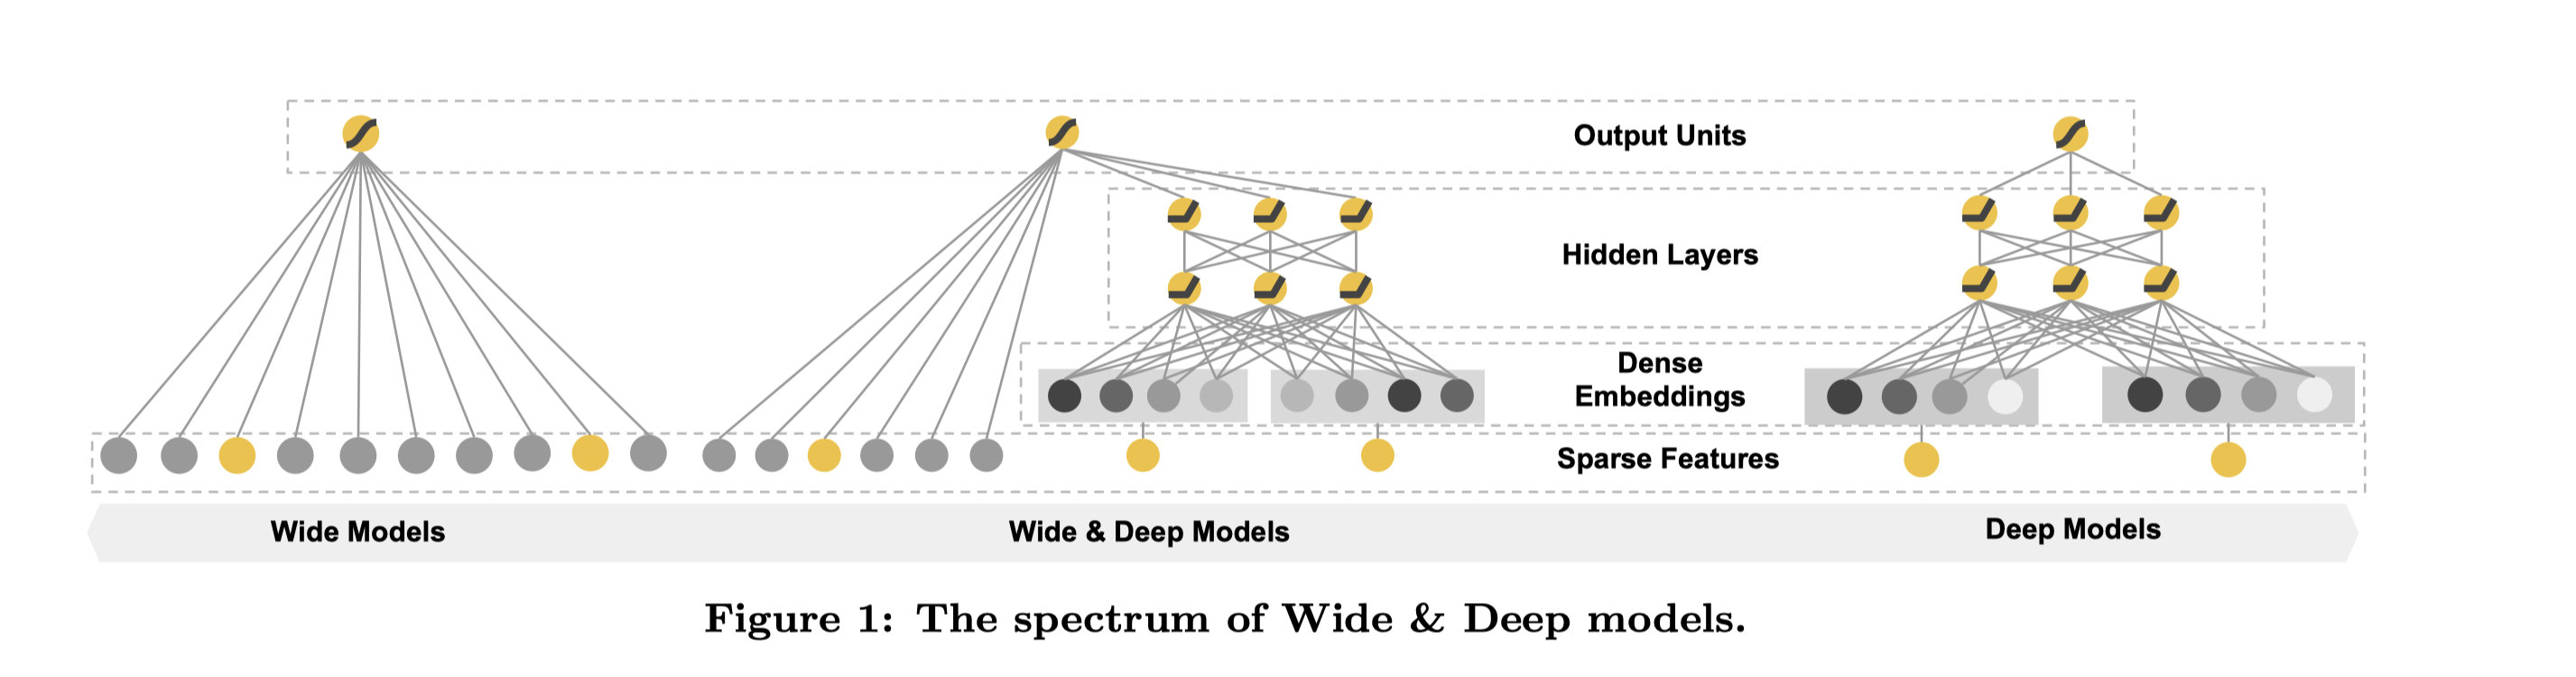 Output Units
Hidden Layers
Dense
Embeddings
Sparse Features
Wide Models
Wide & Deep Models
Deep Models
Figure 1: The spectrum of Wide & Deep models.